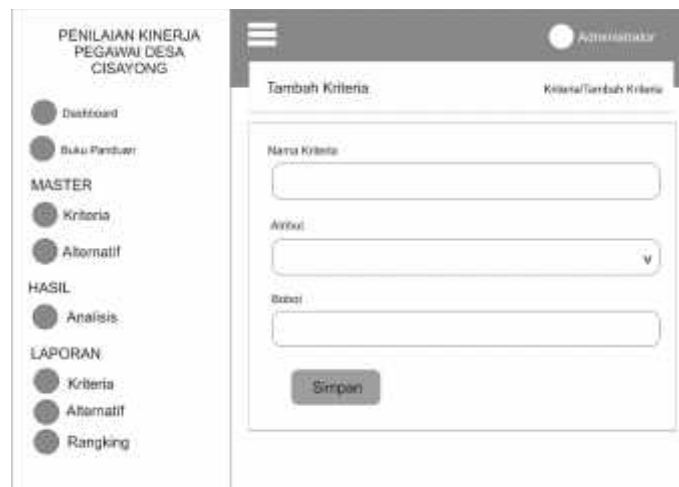 PENILAIAN KINERJA
PEGAWAI DESA
CISAYONG
Dashboard
Buku Panduan
MASTER
Kriteria
Alternatif
HASIL
Analisis
LAPORAN
Kriteria
Alternatif
Rangking
Administrator
Tambah Kriteria
Kriteria/Tambah Kriteria
Nama Kriteria
Atribut
v
Bobot
Simpan